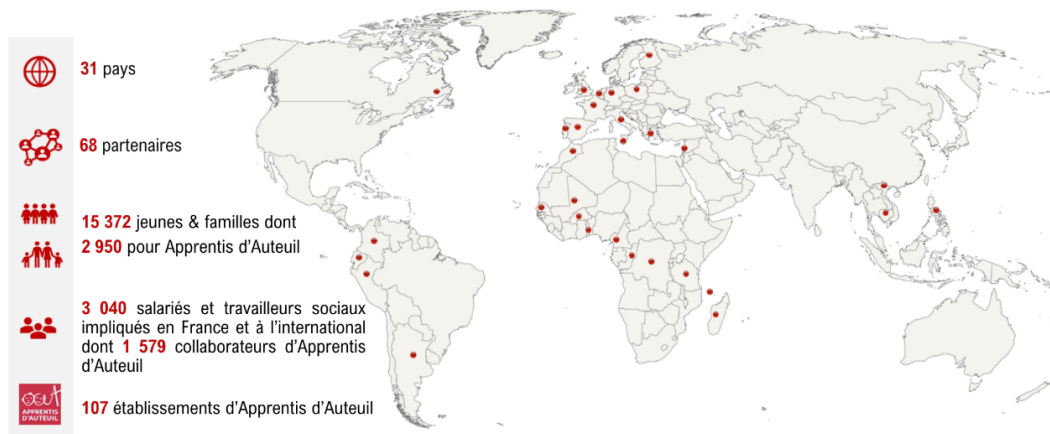 31 pays
68 partenaires
15 372 jeunes & familles dont
2 950 pour Apprentis d'Auteuil
3 040 salariés et travailleurs sociaux
impliqués en France et à l'international
dont 1 579 collaborateurs d'Apprentis
d'Auteuil
APPRENTIS
D'AUTEUIL
107 établissements d'Apprentis d'Auteuil